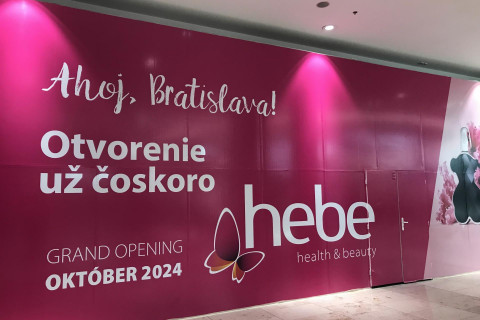 Ahoj, Bratislava!
Otvorenie
už čoskoro
GRAND OPENING
OKTÓBER 2024
hebe
health & beauty